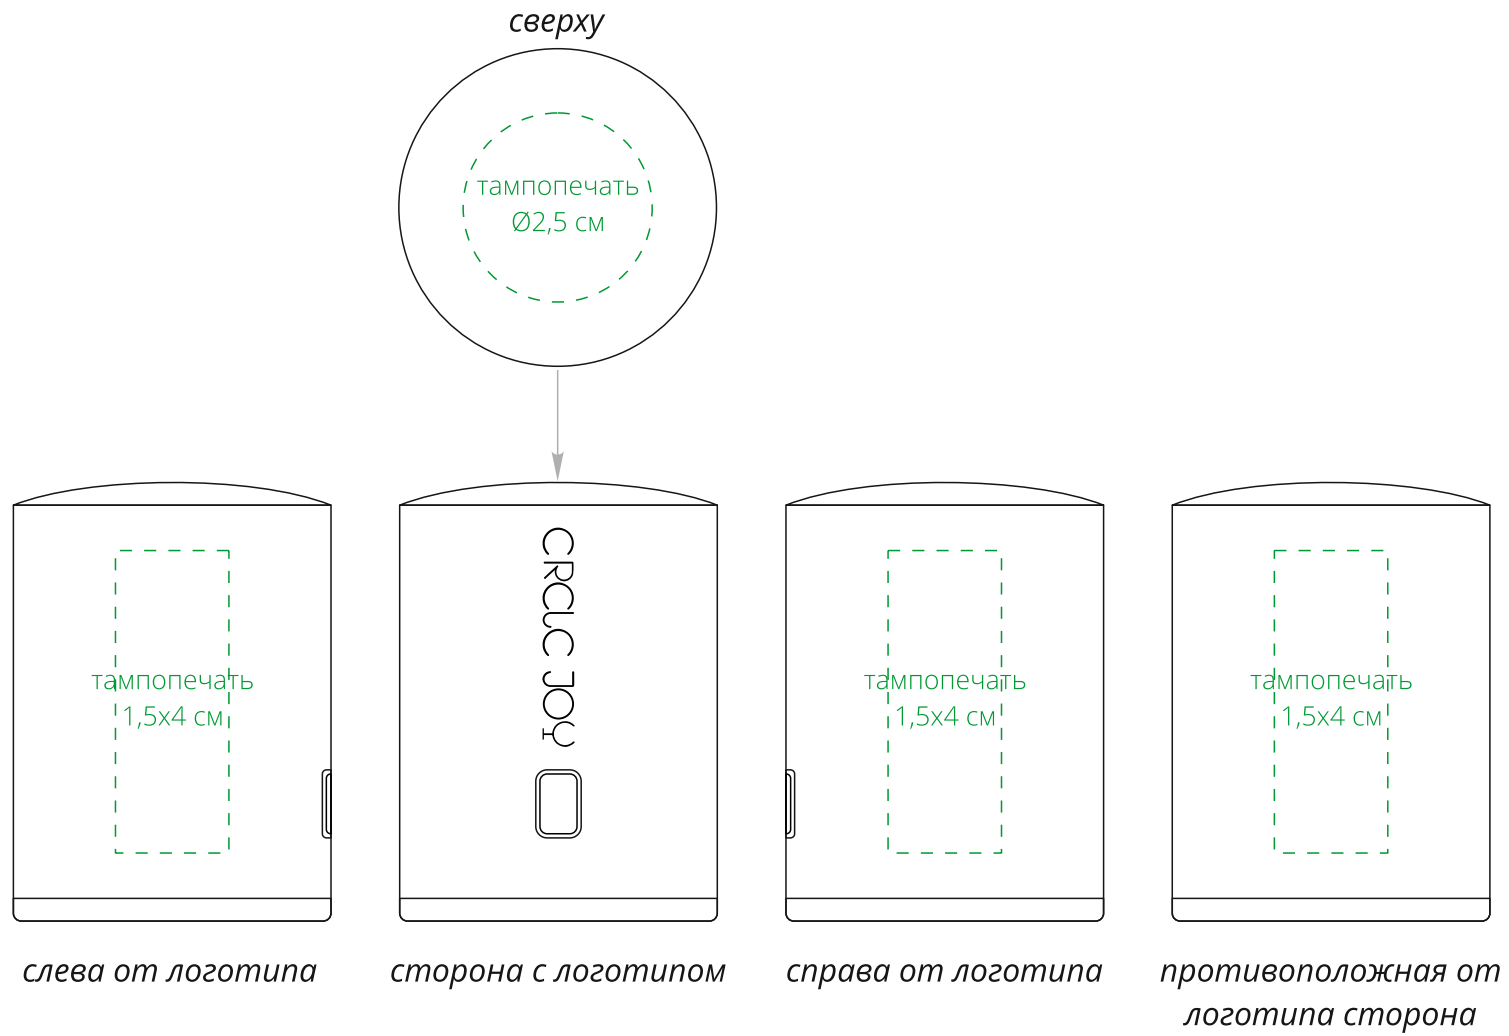 сверху
тампопечать
Ø2,5 см
CRCLC JOY
тампопечать
1,5х4 см
тампопечать
1,5х4 см
тампопечать
1,5х4 см
слева от логотипа
сторона с логотипом
справа от логотипа
противоположная от
логотипа сторона